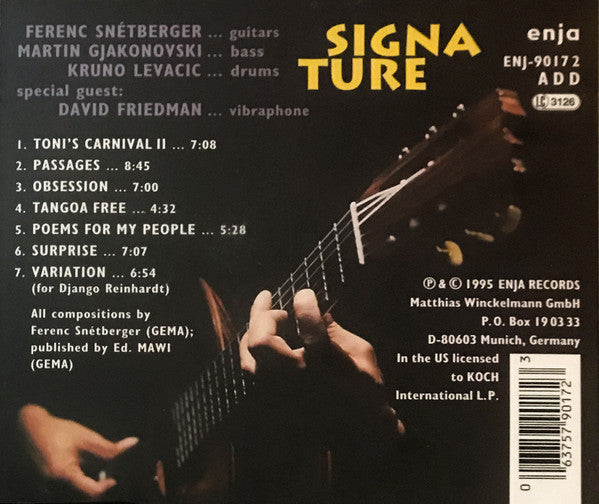 FERENC SNÉTBERGER ... guitars
MARTIN GJAKONOVSKI ... bass
KRUNO LEVACIC ... drums
special guest:
DAVID FRIEDMAN ... vibraphone
SIGNA
TURE
enja
ENJ-90172
ADD
LC 3126
1. TONI'S CARNIVAL II ... 7:08
2. PASSAGES ... 8:45
3. OBSESSION ... 7:00
4. TANGOA FREE ... 4:32
5. POEMS FOR MY PEOPLE ... 5:28
6. SURPRISE ... 7:07
7. VARIATION ... 6:54
(for Django Reinhardt)
All compositions by
Ferenc Snétberger (GEMA);
published by Ed. MAWI
(GEMA)
℗ & © 1995 ENJA RECORDS
Matthias Winckelmann GmbH
P.O. Box 19 03 33
D-80603 Munich, Germany
In the US licensed
to KOCH
International L.P.
0 63757 90172 3